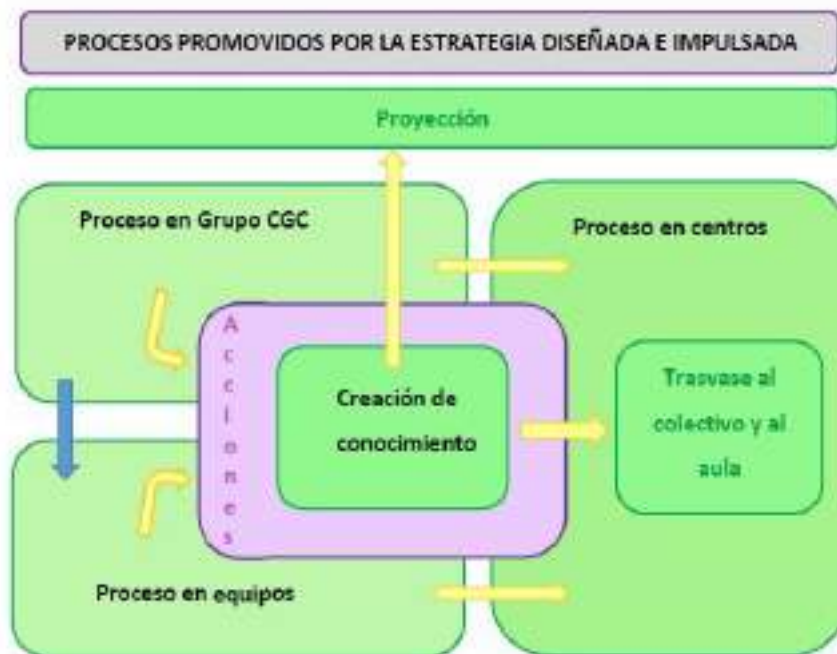 PROCESOS PROMOVIDOS POR LA ESTRATEGIA DISEÑADA E IMPULSADA
Proyección
Proceso en Grupo CGC
Proceso en centros
Acciones
Creación de
conocimiento
Trasvase al
colectivo y al
aula
Proceso en equipos